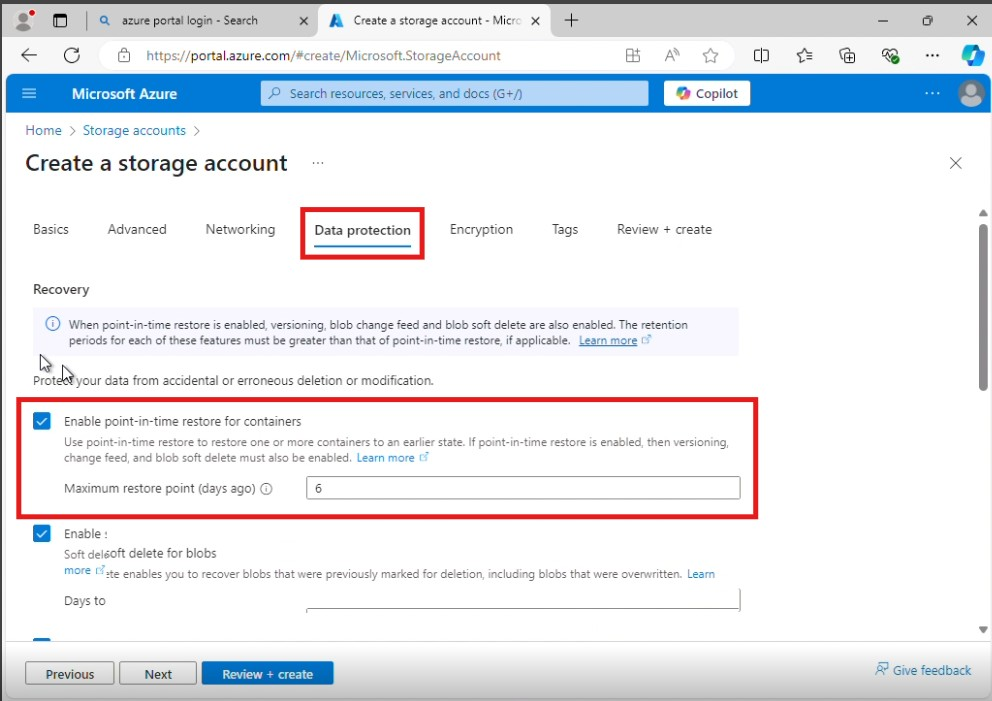 azure portal login - Search
Create a storage account - Micro
https://portal.azure.com/#create/Microsoft.StorageAccount
Microsoft Azure
Search resources, services, and docs (G+/)
Copilot
Home > Storage accounts >
Create a storage account ...
Basics
Advanced
Networking
Data protection
Encryption
Tags
Review + create
Recovery
When point-in-time restore is enabled, versioning, blob change feed and blob soft delete are also enabled. The retention
periods for each of these features must be greater than that of point-in-time restore, if applicable. Learn more
Protect your data from accidental or erroneous deletion or modification.
Enable point-in-time restore for containers
Use point-in-time restore to restore one or more containers to an earlier state. If point-in-time restore is enabled, then versioning,
change feed, and blob soft delete must also be enabled. Learn more
Maximum restore point (days ago)
6
Enable
soft delete for blobs
Soft del
more
ete enables you to recover blobs that were previously marked for deletion, including blobs that were overwritten. Learn
Days to
Previous
Next
Review + create
Give feedback